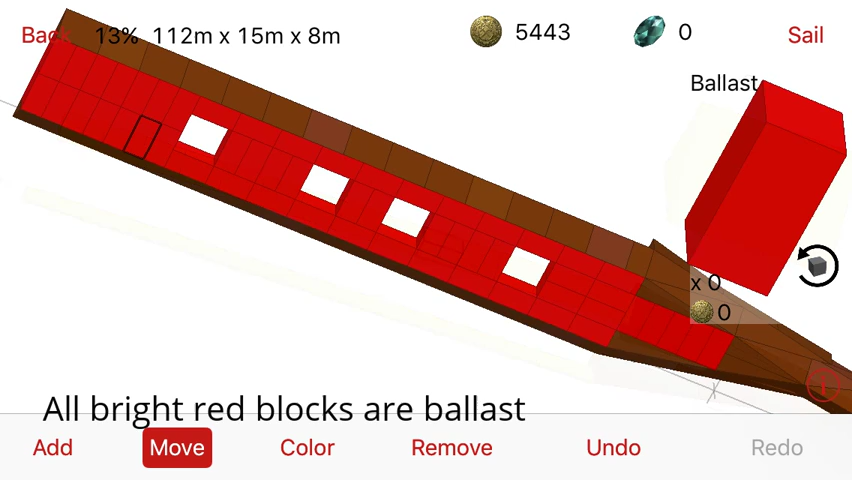 Back 13% 112m x 15m x 8m 5443 0 Sail
Ballast
x 0
0
All bright red blocks are ballast
Add Move Color Remove Undo Redo